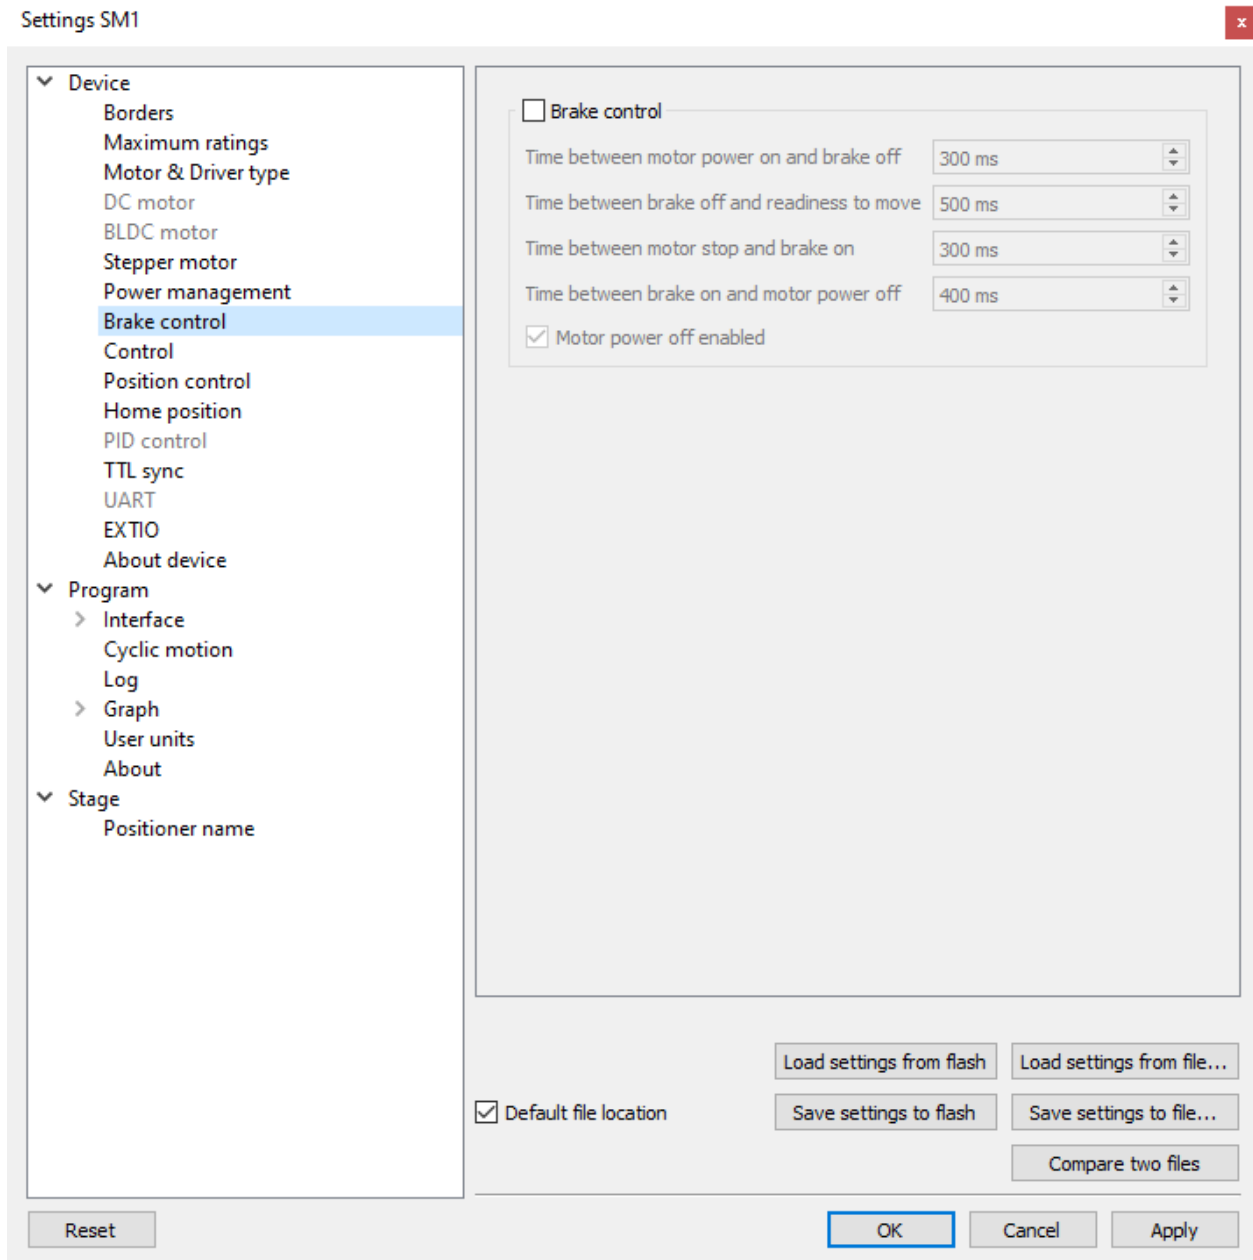 Settings SM1
x
Device
Borders
Maximum ratings
Motor & Driver type
DC motor
BLDC motor
Stepper motor
Power management
Brake control
Control
Position control
Home position
PID control
TTL sync
UART
EXTIO
About device
Program
Interface
Cyclic motion
Log
Graph
User units
About
Stage
Positioner name
Brake control
Time between motor power on and brake off 300 ms
Time between brake off and readiness to move 500 ms
Time between motor stop and brake on 300 ms
Time between brake on and motor power off 400 ms
Motor power off enabled
Load settings from flash Load settings from file...
Default file location Save settings to flash Save settings to file...
Compare two files
Reset OK Cancel Apply